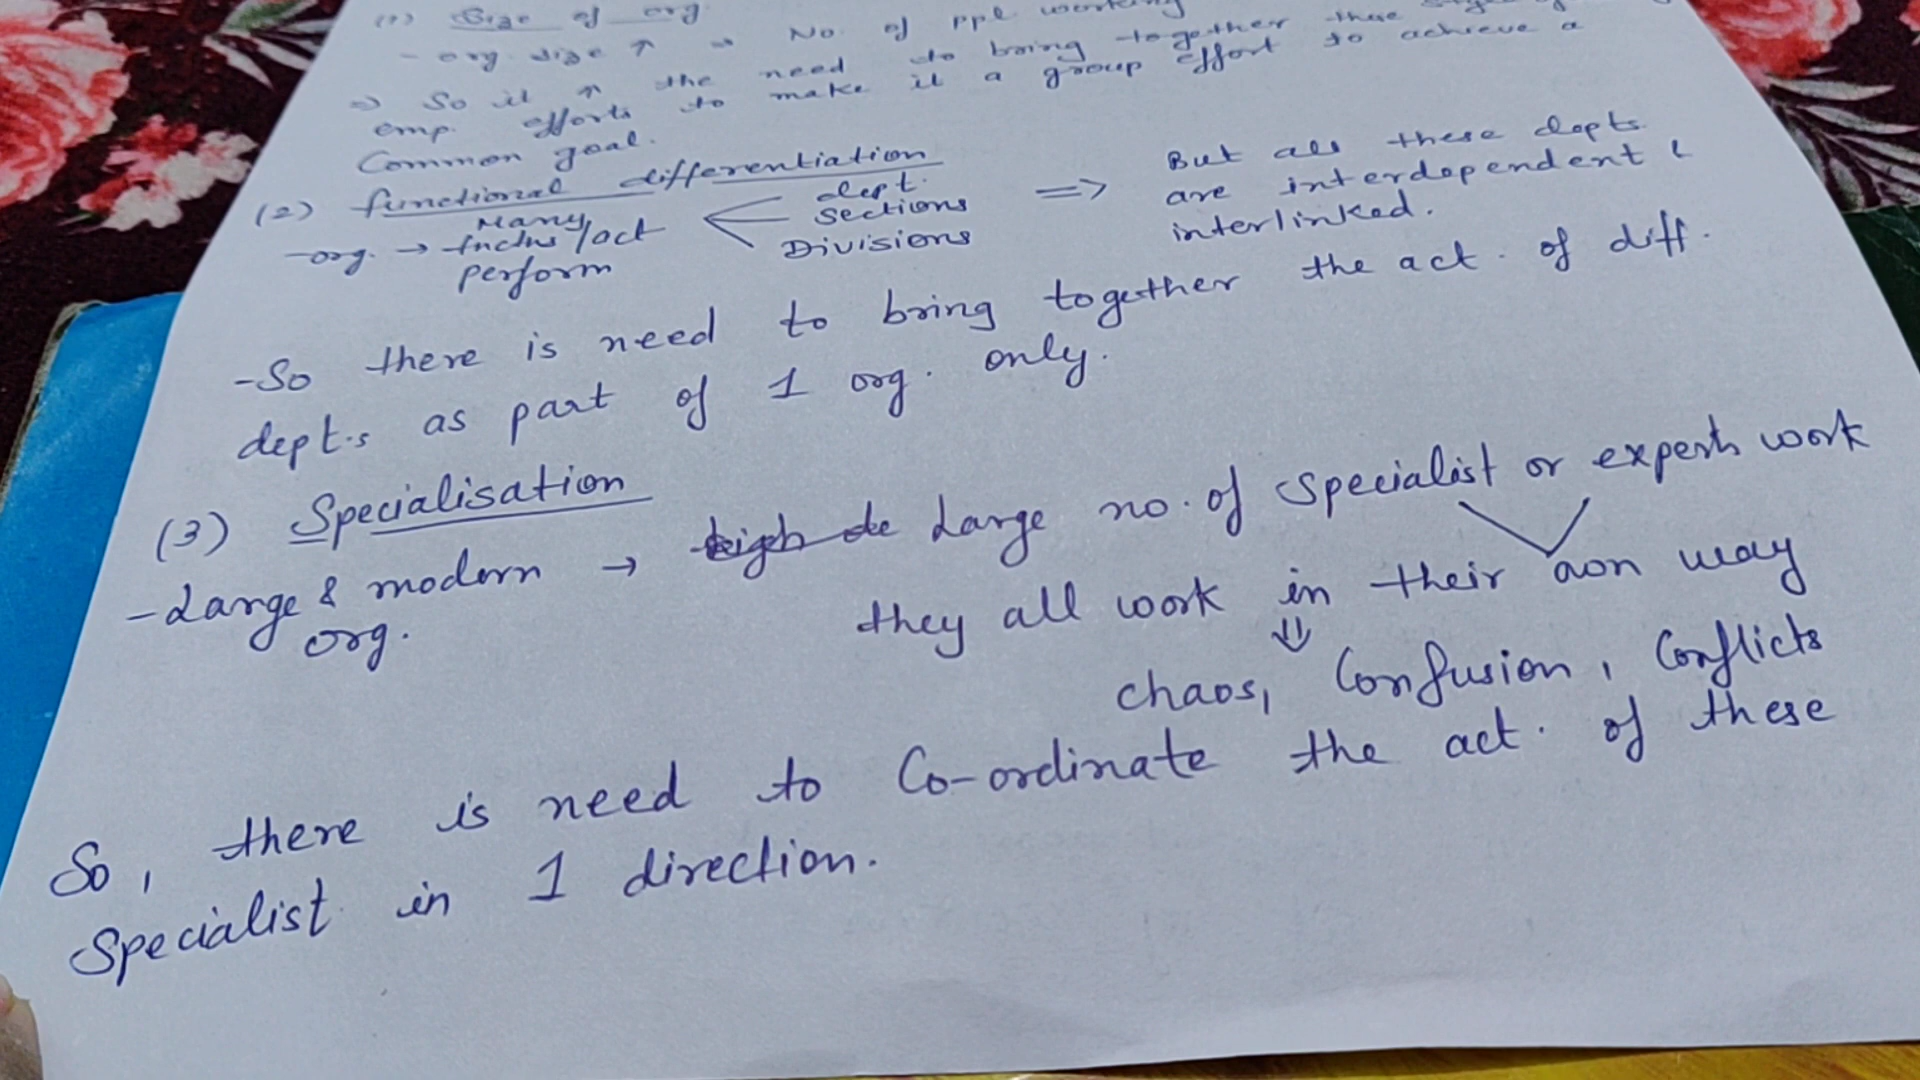 (1) Size of org.
- org. size ↑ ⇒ No. of ppl working
⇒ So it ↑ the need to bring together these
emp. efforts to make it a group effort to achieve a
Common goal.
(2) functional differentiation
- org. → Many functns/act perform
dept.
Sections
Divisions
=> But all these depts.
are interdependent &
interlinked.
- So there is need to bring together the act. of diff.
dept.s as part of 1 org. only.
(3) Specialisation
- Large & modern org. → Large no. of Specialist or experts work
they all work in their own way
⇓
chaos, Confusion, Conflicts
So, there is need to Co-ordinate the act. of these
Specialist in 1 direction.